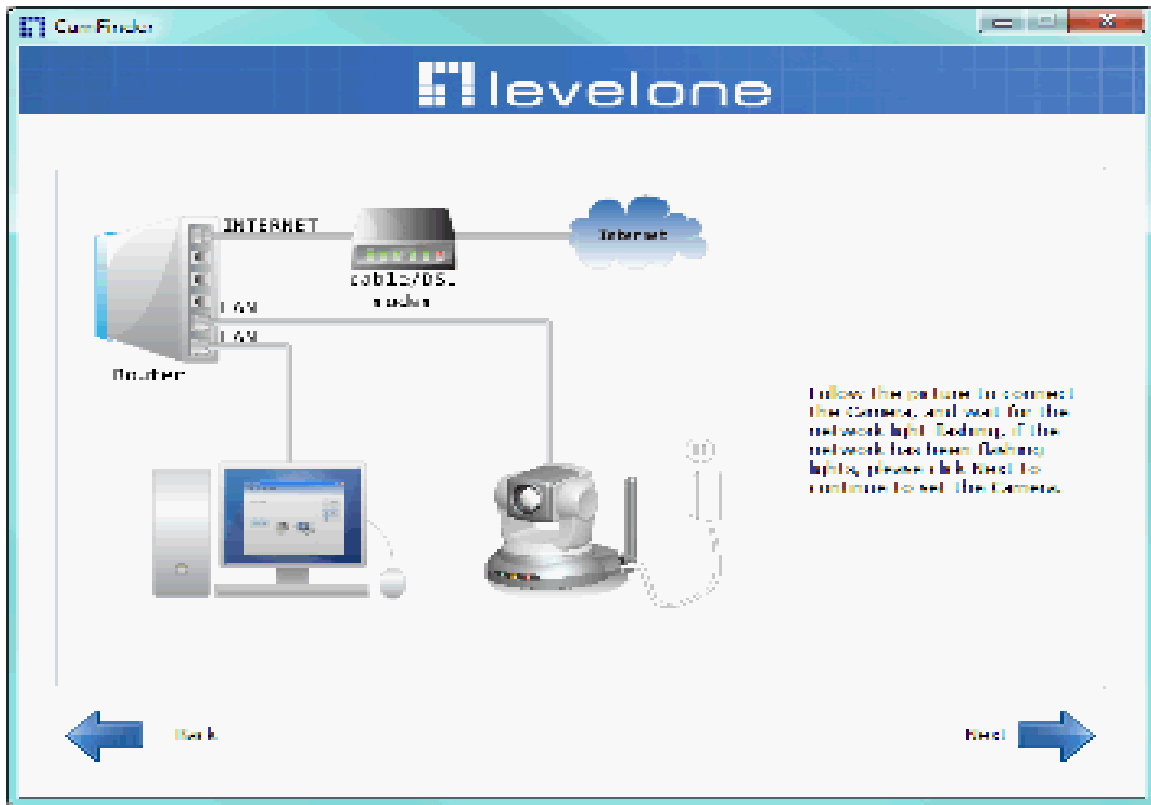 CamFinder
levelone
INTERNET
Internet
cable/DSL
modem
LAN
LAN
Router
Follow the picture to connect
the Camera, and wait for the
network light flashing, if the
network has been flashing
lights, please click Next to
continue to set the Camera.
Back
Next